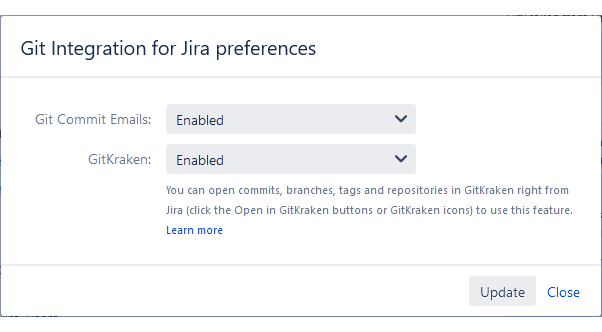 Git Integration for Jira preferences
Git Commit Emails: Enabled
GitKraken: Enabled
You can open commits, branches, tags and repositories in GitKraken right from
Jira (click the Open in GitKraken buttons or GitKraken icons) to use this feature.
Learn more
Update Close